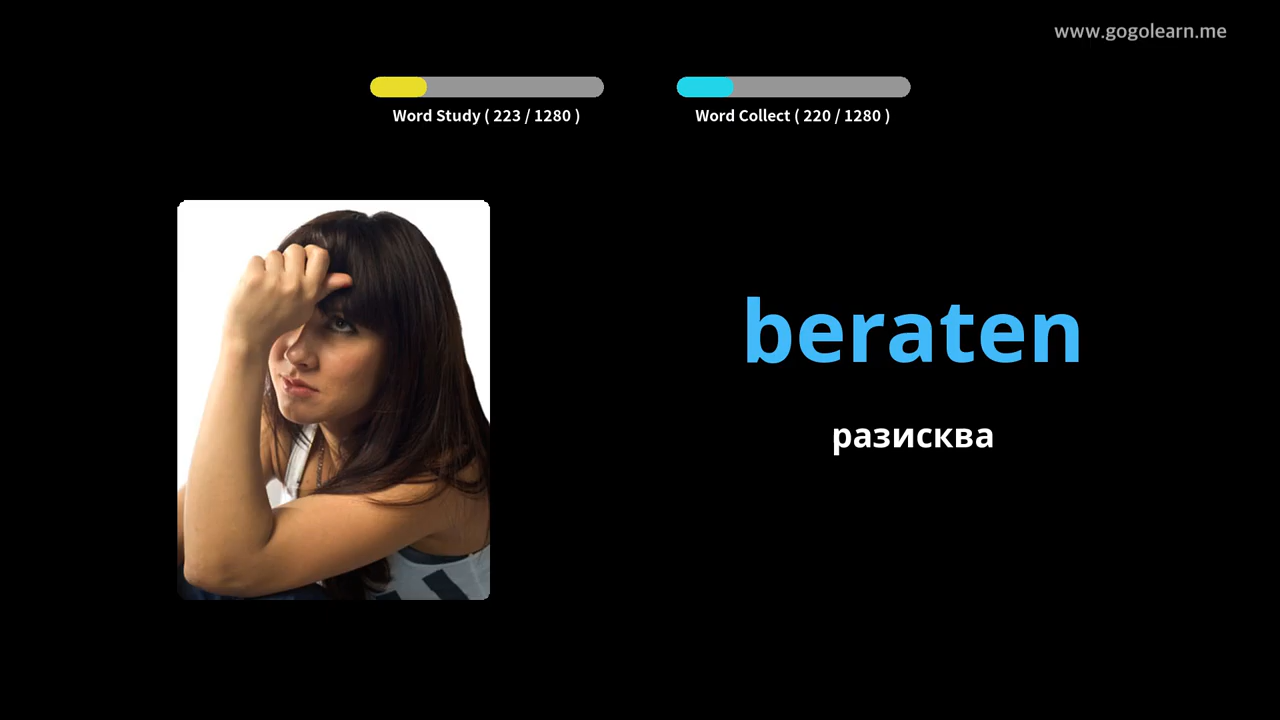 www.gogolearn.me
Word Study ( 223 / 1280 )
Word Collect ( 220 / 1280 )
beraten
разисква